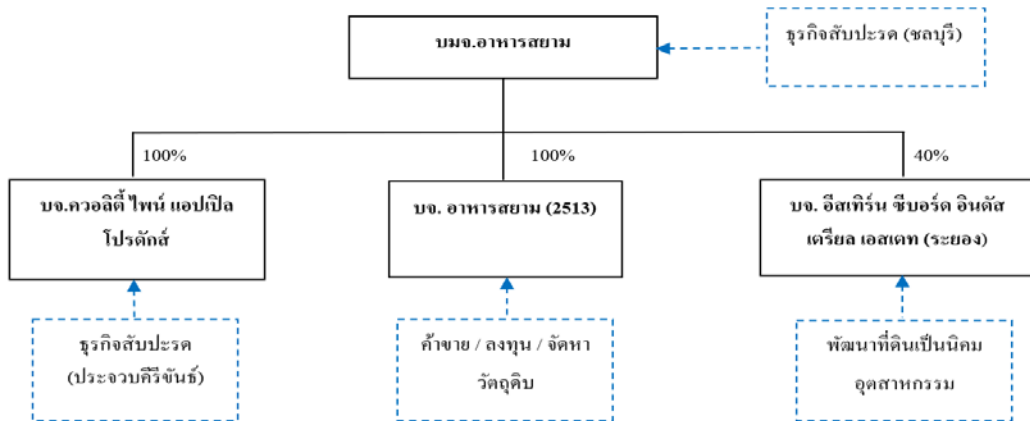 บมจ.อาหารสยาม
ธุรกิจสับปะรด (ชลบุรี)
100%
100%
40%
บจ.ควอลิตี้ ไพน์ แอปเปิล
โปรดักส์
บจ. อาหารสยาม (2513)
บจ. อีสเทิร์น ซีบอร์ด อินดัส
เตรียล เอสเตท (ระยอง)
ธุรกิจสับปะรด
(ประจวบคีรีขันธ์)
ค้าขาย / ลงทุน / จัดหา
วัตถุดิบ
พัฒนาที่ดินเป็นนิคม
อุตสาหกรรม